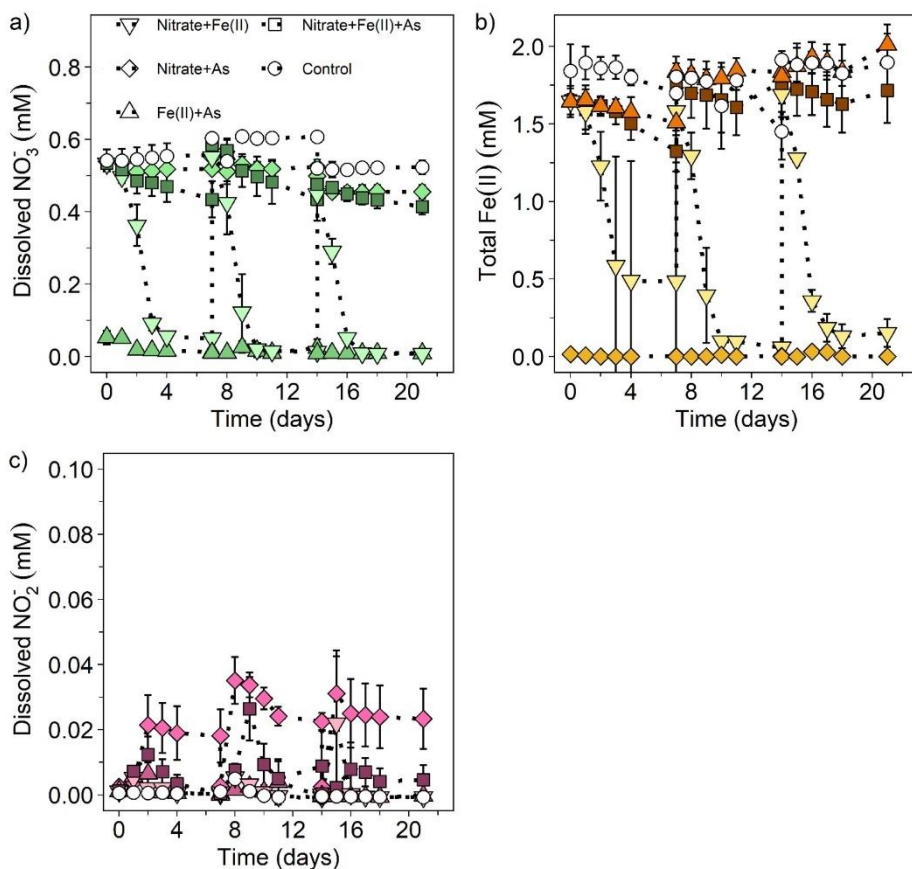 a)
Nitrate+Fe(II)
Nitrate+Fe(II)+As
Nitrate+As
Control
Fe(II)+As
Dissolved NO₃⁻ (mM)
0.8
0.6
0.4
0.2
0.0
0 4 8 12 16 20
Time (days)
b)
Total Fe(II) (mM)
2.0
1.5
1.0
0.5
0.0
0 4 8 12 16 20
Time (days)
c)
Dissolved NO₂⁻ (mM)
0.10
0.08
0.06
0.04
0.02
0.00
0 4 8 12 16 20
Time (days)